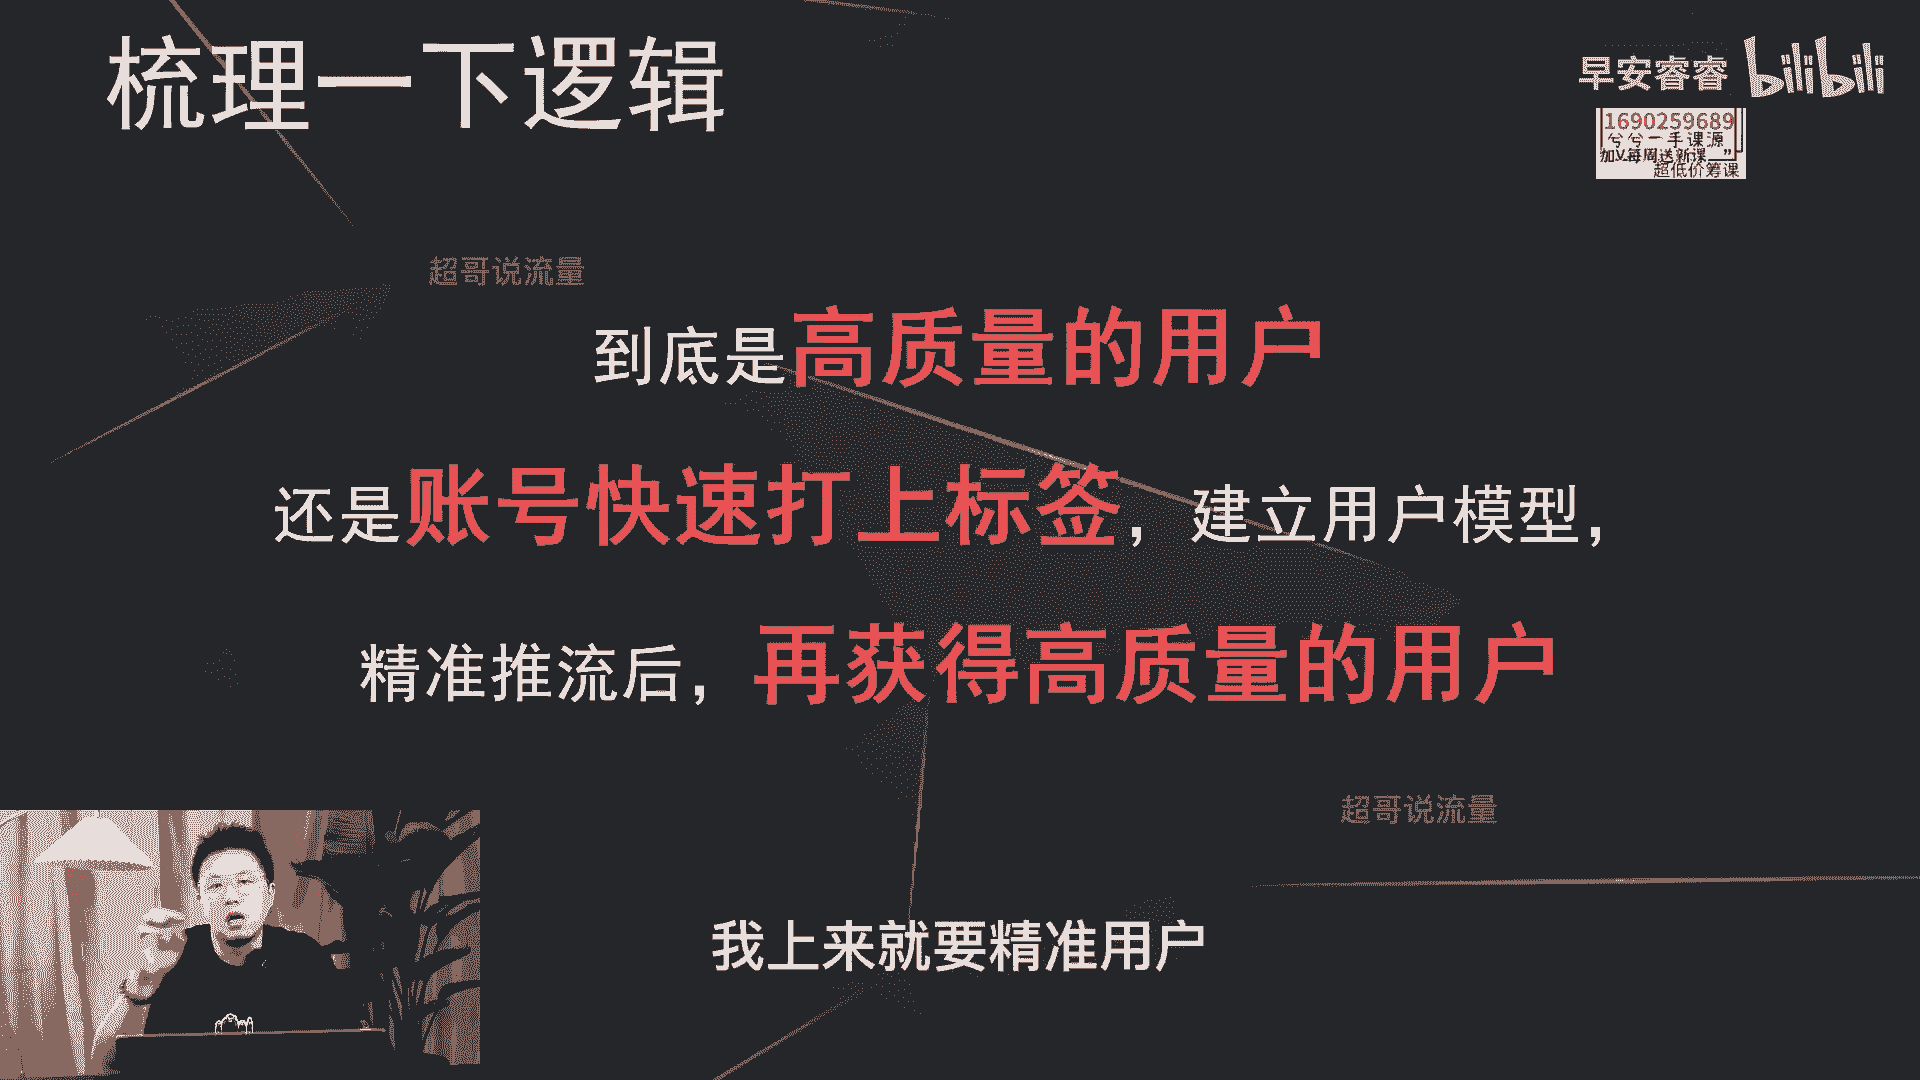 梳理一下逻辑
早安睿睿 bilibili
1690259689
兮兮一手课源
加V每周送新课
超低价筹课
超哥说流量
到底是高质量的用户
还是账号快速打上标签，建立用户模型，
精准推流后，再获得高质量的用户
超哥说流量
我上来就要精准用户